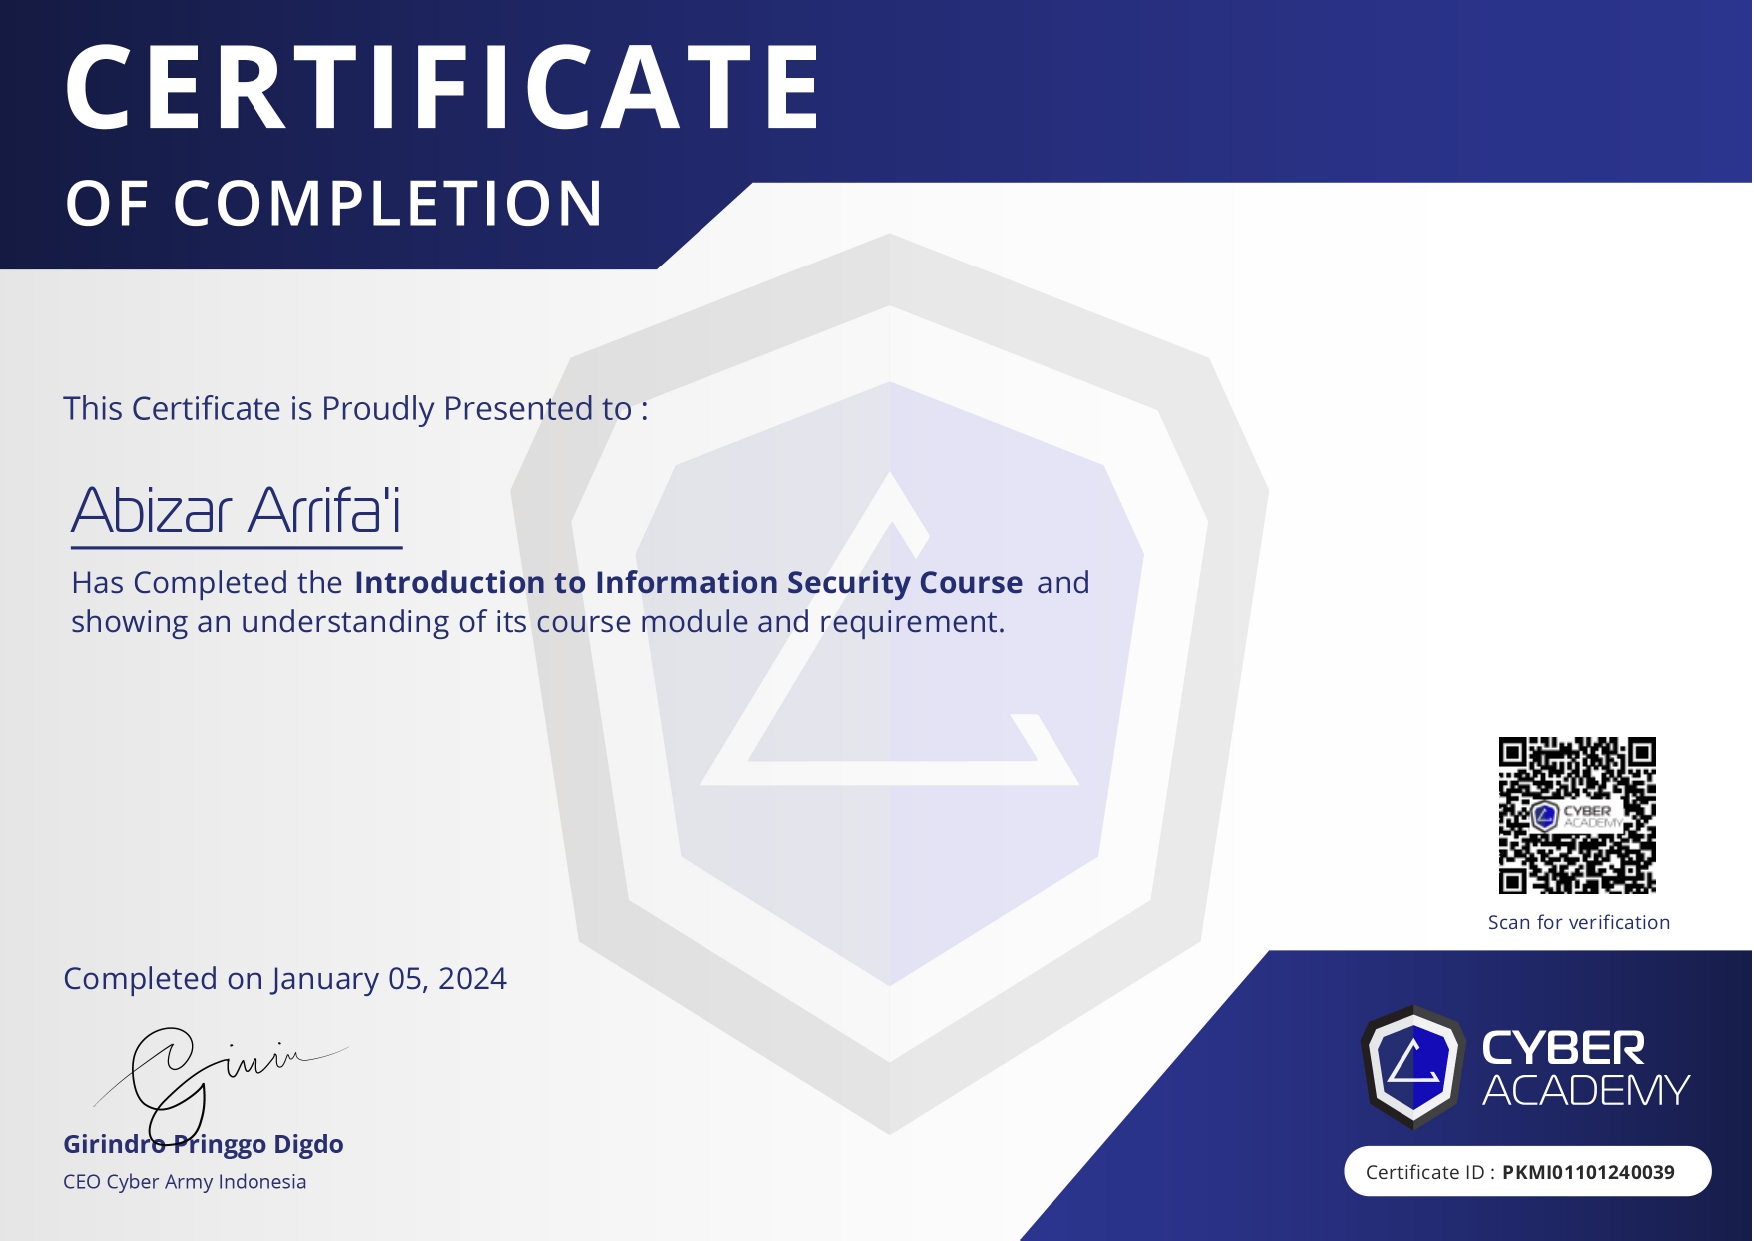 CERTIFICATE
OF COMPLETION
This Certificate is Proudly Presented to :
Abizar Arrifa'i
Has Completed the Introduction to Information Security Course and
showing an understanding of its course module and requirement.
CYBER
ACADEMY
Scan for verification
Completed on January 05, 2024
Girindro Pringgo Digdo
CEO Cyber Army Indonesia
CYBER
ACADEMY
Certificate ID : PKMI01101240039